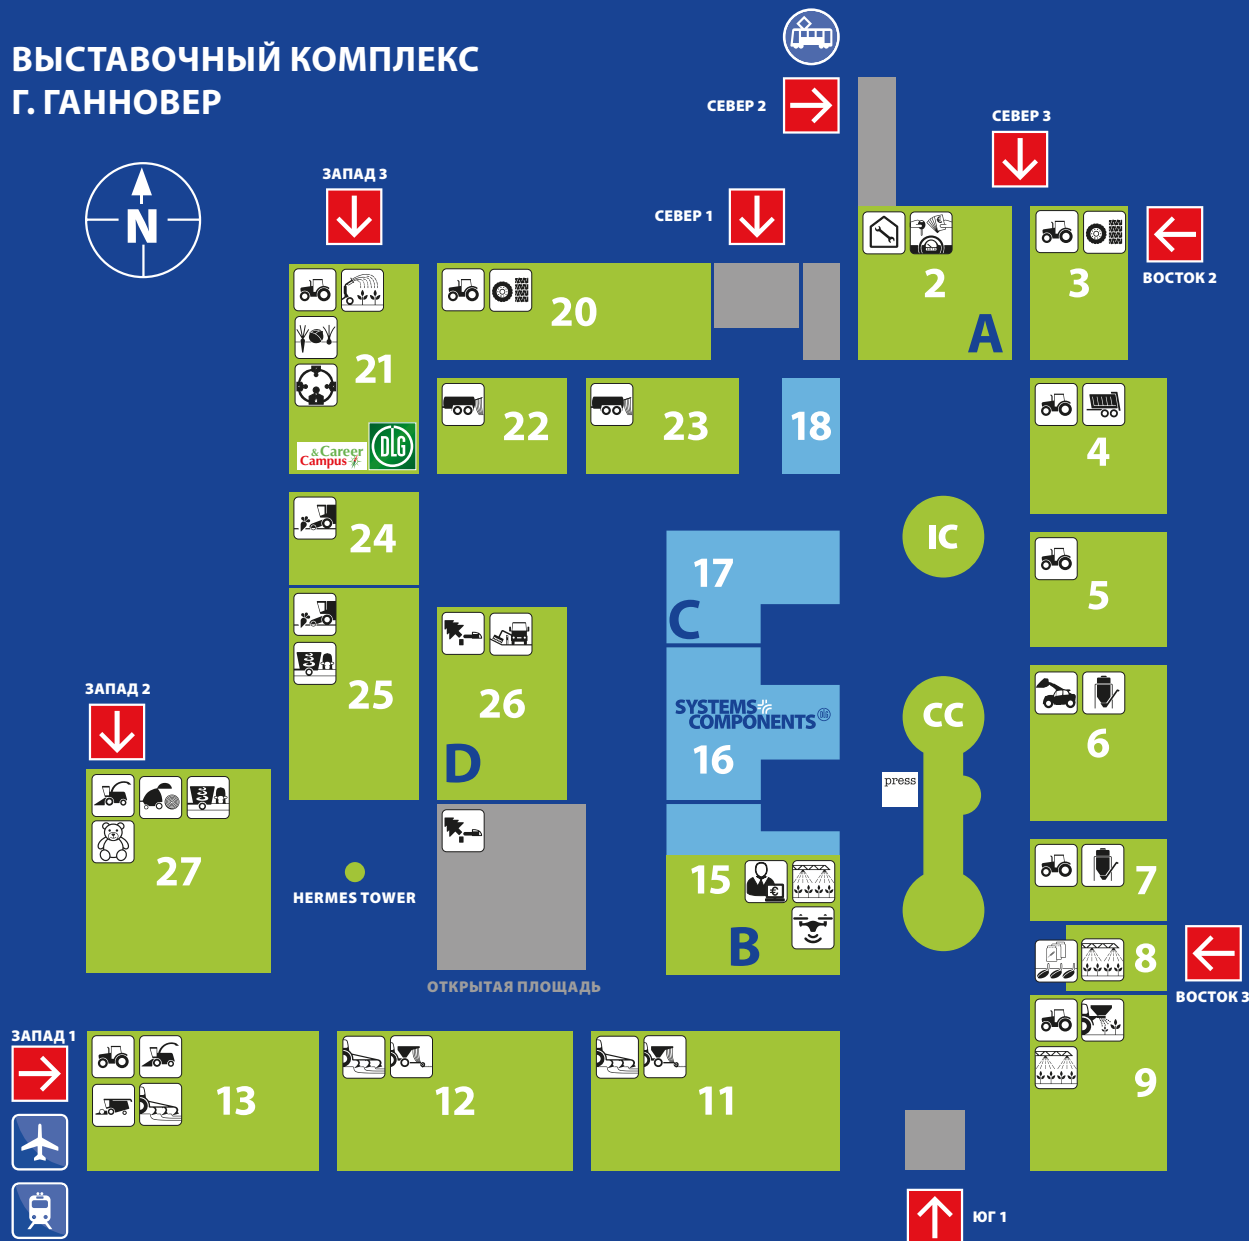 ВЫСТАВОЧНЫЙ КОМПЛЕКС
Г. ГАННОВЕР
СЕВЕР 2
СЕВЕР 3
ЗАПАД 3
СЕВЕР 1
N
ВОСТОК 2
2
A
3
20
21
&Career
Campus
DLG
22
23
18
4
24
IC
17
C
5
25
26
D
SYSTEMS
COMPONENTS
DLG
16
CC
press
6
ЗАПАД 2
27
HERMES TOWER
15
€
B
7
8
ВОСТОК 3
ОТКРЫТАЯ ПЛОЩАДЬ
ЗАПАД 1
13
12
11
9
ЮГ 1